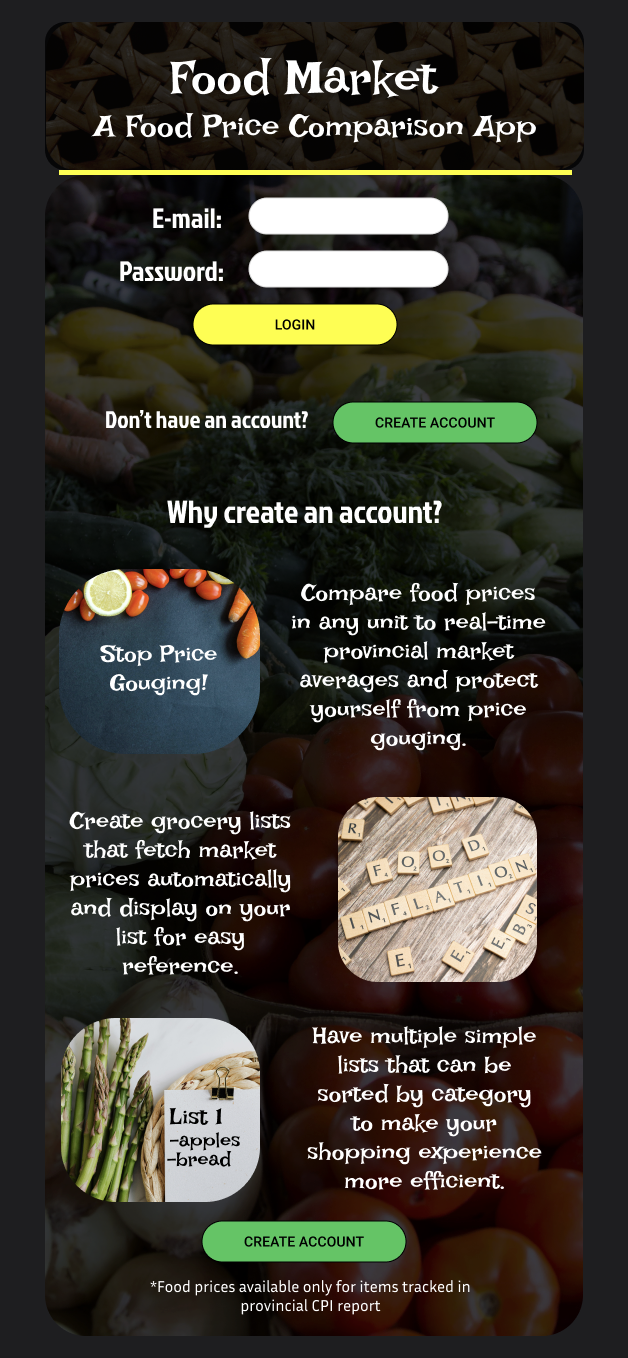 Food Market
A Food Price Comparison App
E-mail:
Password:
LOGIN
Don't have an account?
CREATE ACCOUNT
Why create an account?
Stop Price
Gouging!
Compare food prices
in any unit to real-time
provincial market
averages and protect
yourself from price
gouging.
Create grocery lists
that fetch market
prices automatically
and display on your
list for easy
reference.
R
FOOD
INFLATION
E E E B S
Have multiple simple
lists that can be
sorted by category
to make your
shopping experience
more efficient.
List 1
-apples
-bread
CREATE ACCOUNT
*Food prices available only for items tracked in
provincial CPI report